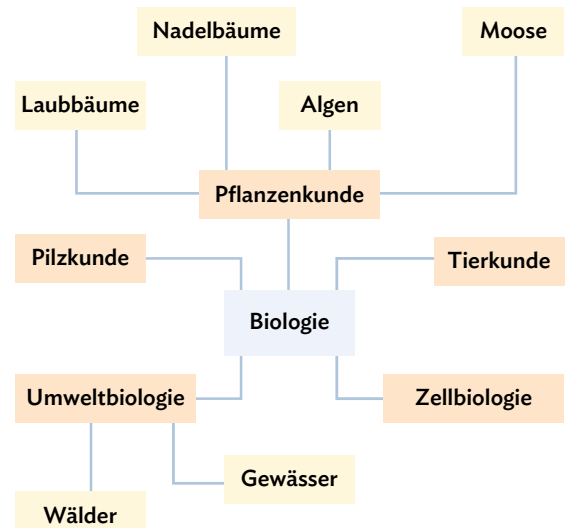 Nadelbäume
Moose
Laubbäume
Algen
Pflanzenkunde
Pilzkunde
Tierkunde
Biologie
Umweltbiologie
Zellbiologie
Gewässer
Wälder